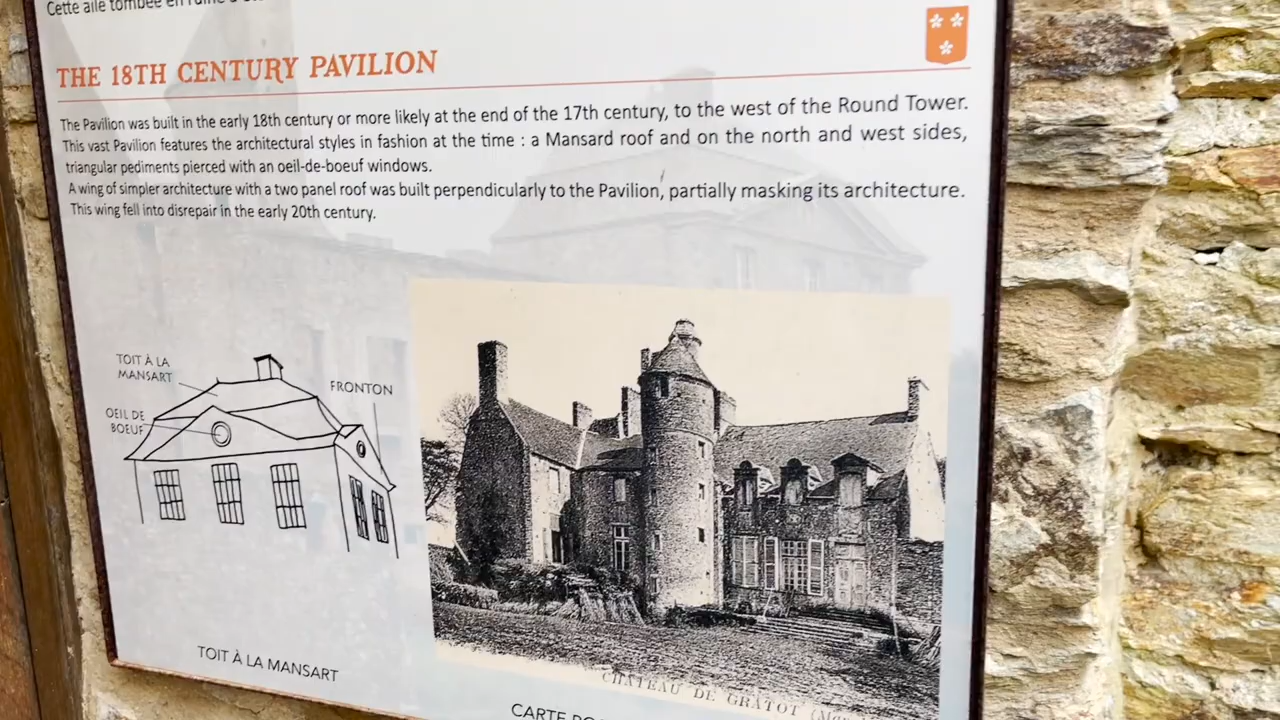 Cette aile tombée en ruine
THE 18TH CENTURY PAVILION
The Pavilion was built in the early 18th century or more likely at the end of the 17th century, to the west of the Round Tower.
This vast Pavilion features the architectural styles in fashion at the time : a Mansard roof and on the north and west sides,
triangular pediments pierced with an oeil-de-boeuf windows.
A wing of simpler architecture with a two panel roof was built perpendicularly to the Pavilion, partially masking its architecture.
This wing fell into disrepair in the early 20th century.
TOIT À LA
MANSART
FRONTON
OEIL DE
BOEUF
TOIT À LA MANSART
CHATEAU DE GRATOT
CARTE